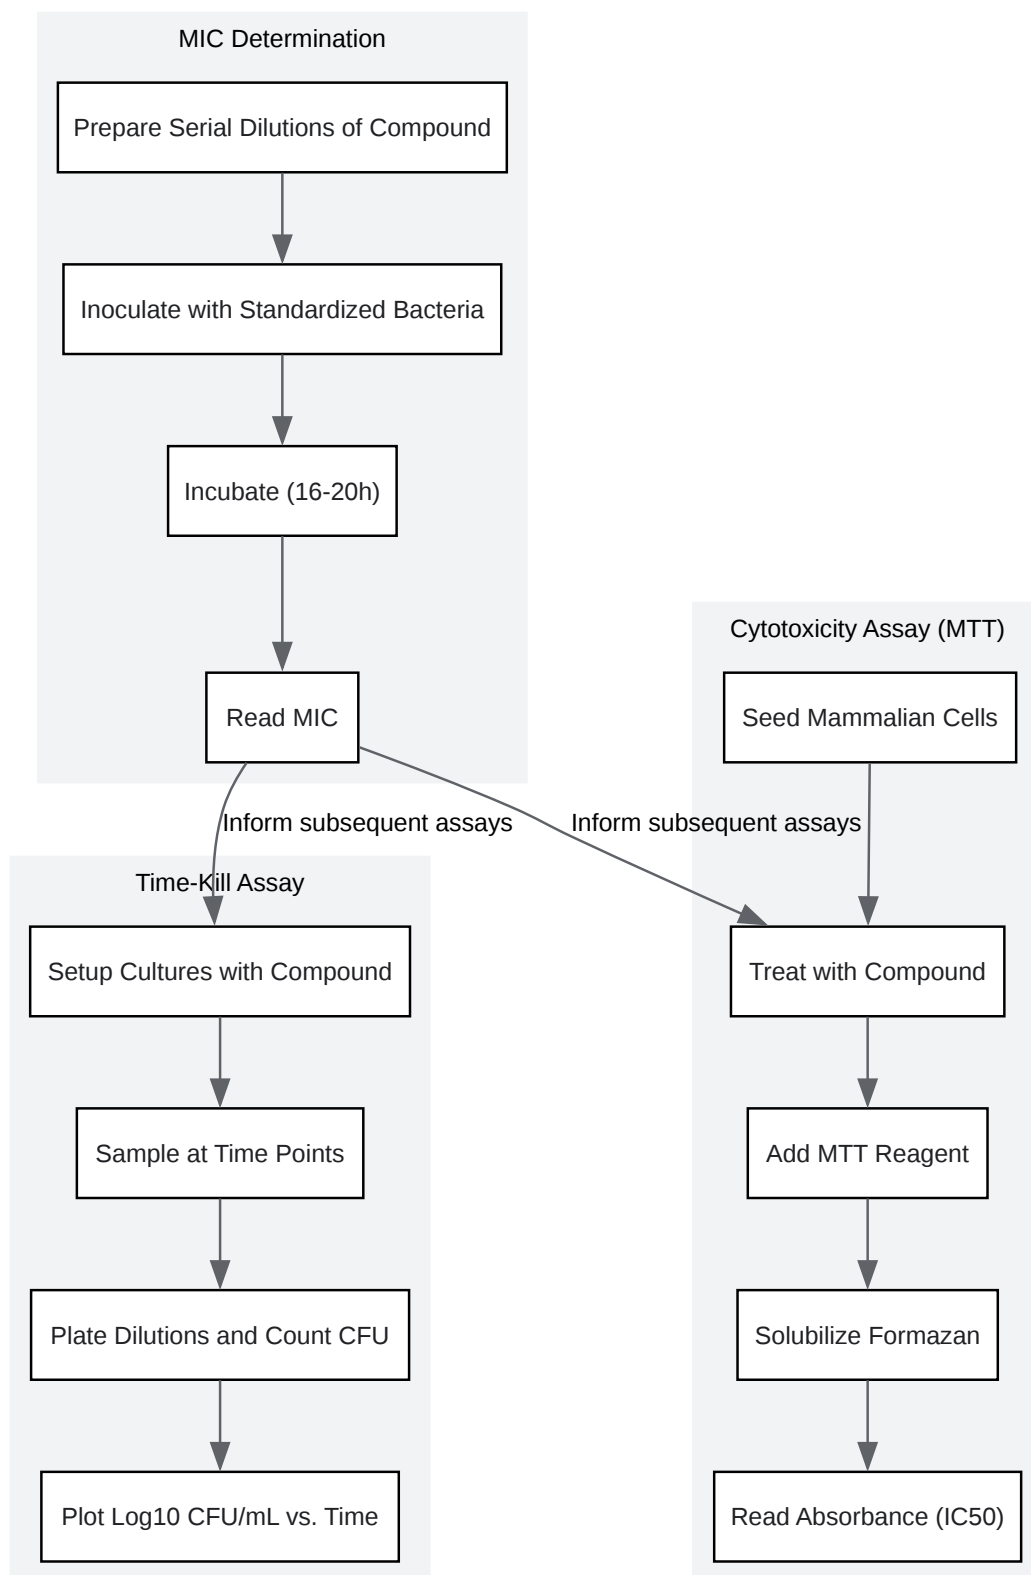 MIC Determination
Prepare Serial Dilutions of Compound
Inoculate with Standardized Bacteria
Incubate (16-20h)
Read MIC
Inform subsequent assays
Time-Kill Assay
Setup Cultures with Compound
Sample at Time Points
Plate Dilutions and Count CFU
Plot Log10 CFU/mL vs. Time
Cytotoxicity Assay (MTT)
Seed Mammalian Cells
Inform subsequent assays
Treat with Compound
Add MTT Reagent
Solubilize Formazan
Read Absorbance (IC50)